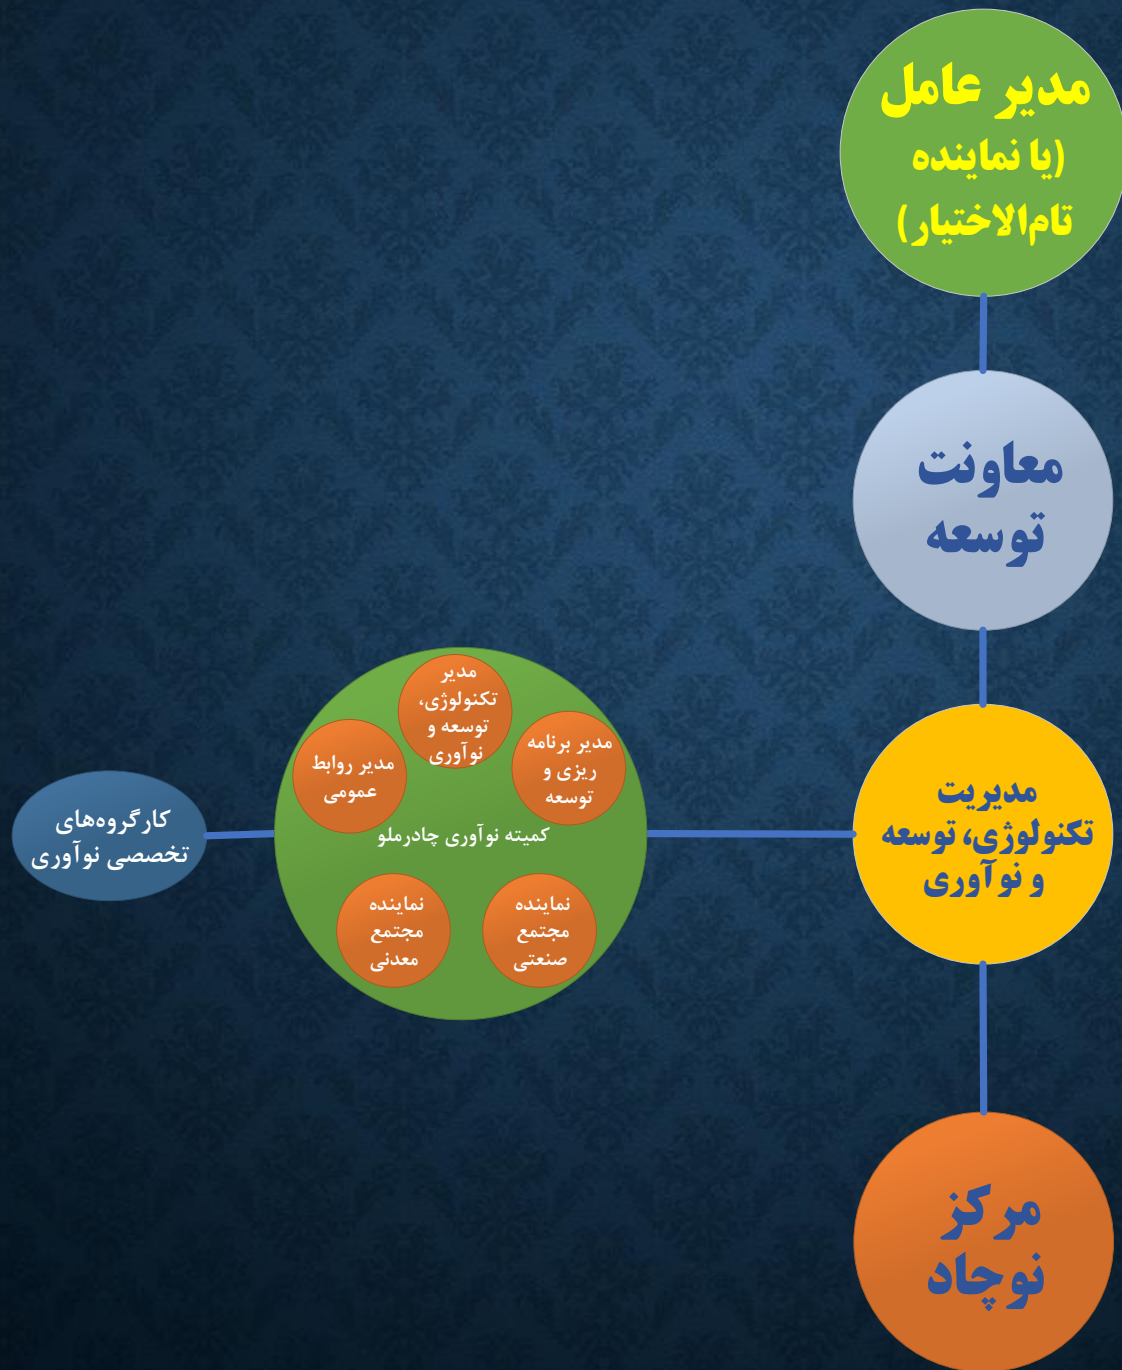 مدیر عامل
(یا نماینده
تام‌الاختیار)
معاونت
توسعه
مدیریت
تکنولوژی، توسعه
و نوآوری
مرکز
نوچاد
کمیته نوآوری چادرملو
مدیر
تکنولوژی،
توسعه و
نوآوری
مدیر برنامه
ریزی و
توسعه
مدیر روابط
عمومی
نماینده
مجتمع
صنعتی
نماینده
مجتمع
معدنی
کارگروه‌های
تخصصی نوآوری